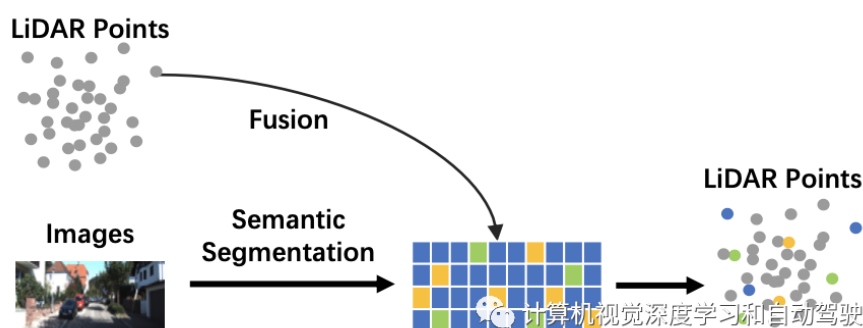 LiDAR Points
Fusion
LiDAR Points
Images
Semantic
Segmentation
计算机视觉深度学习和自动驾驶